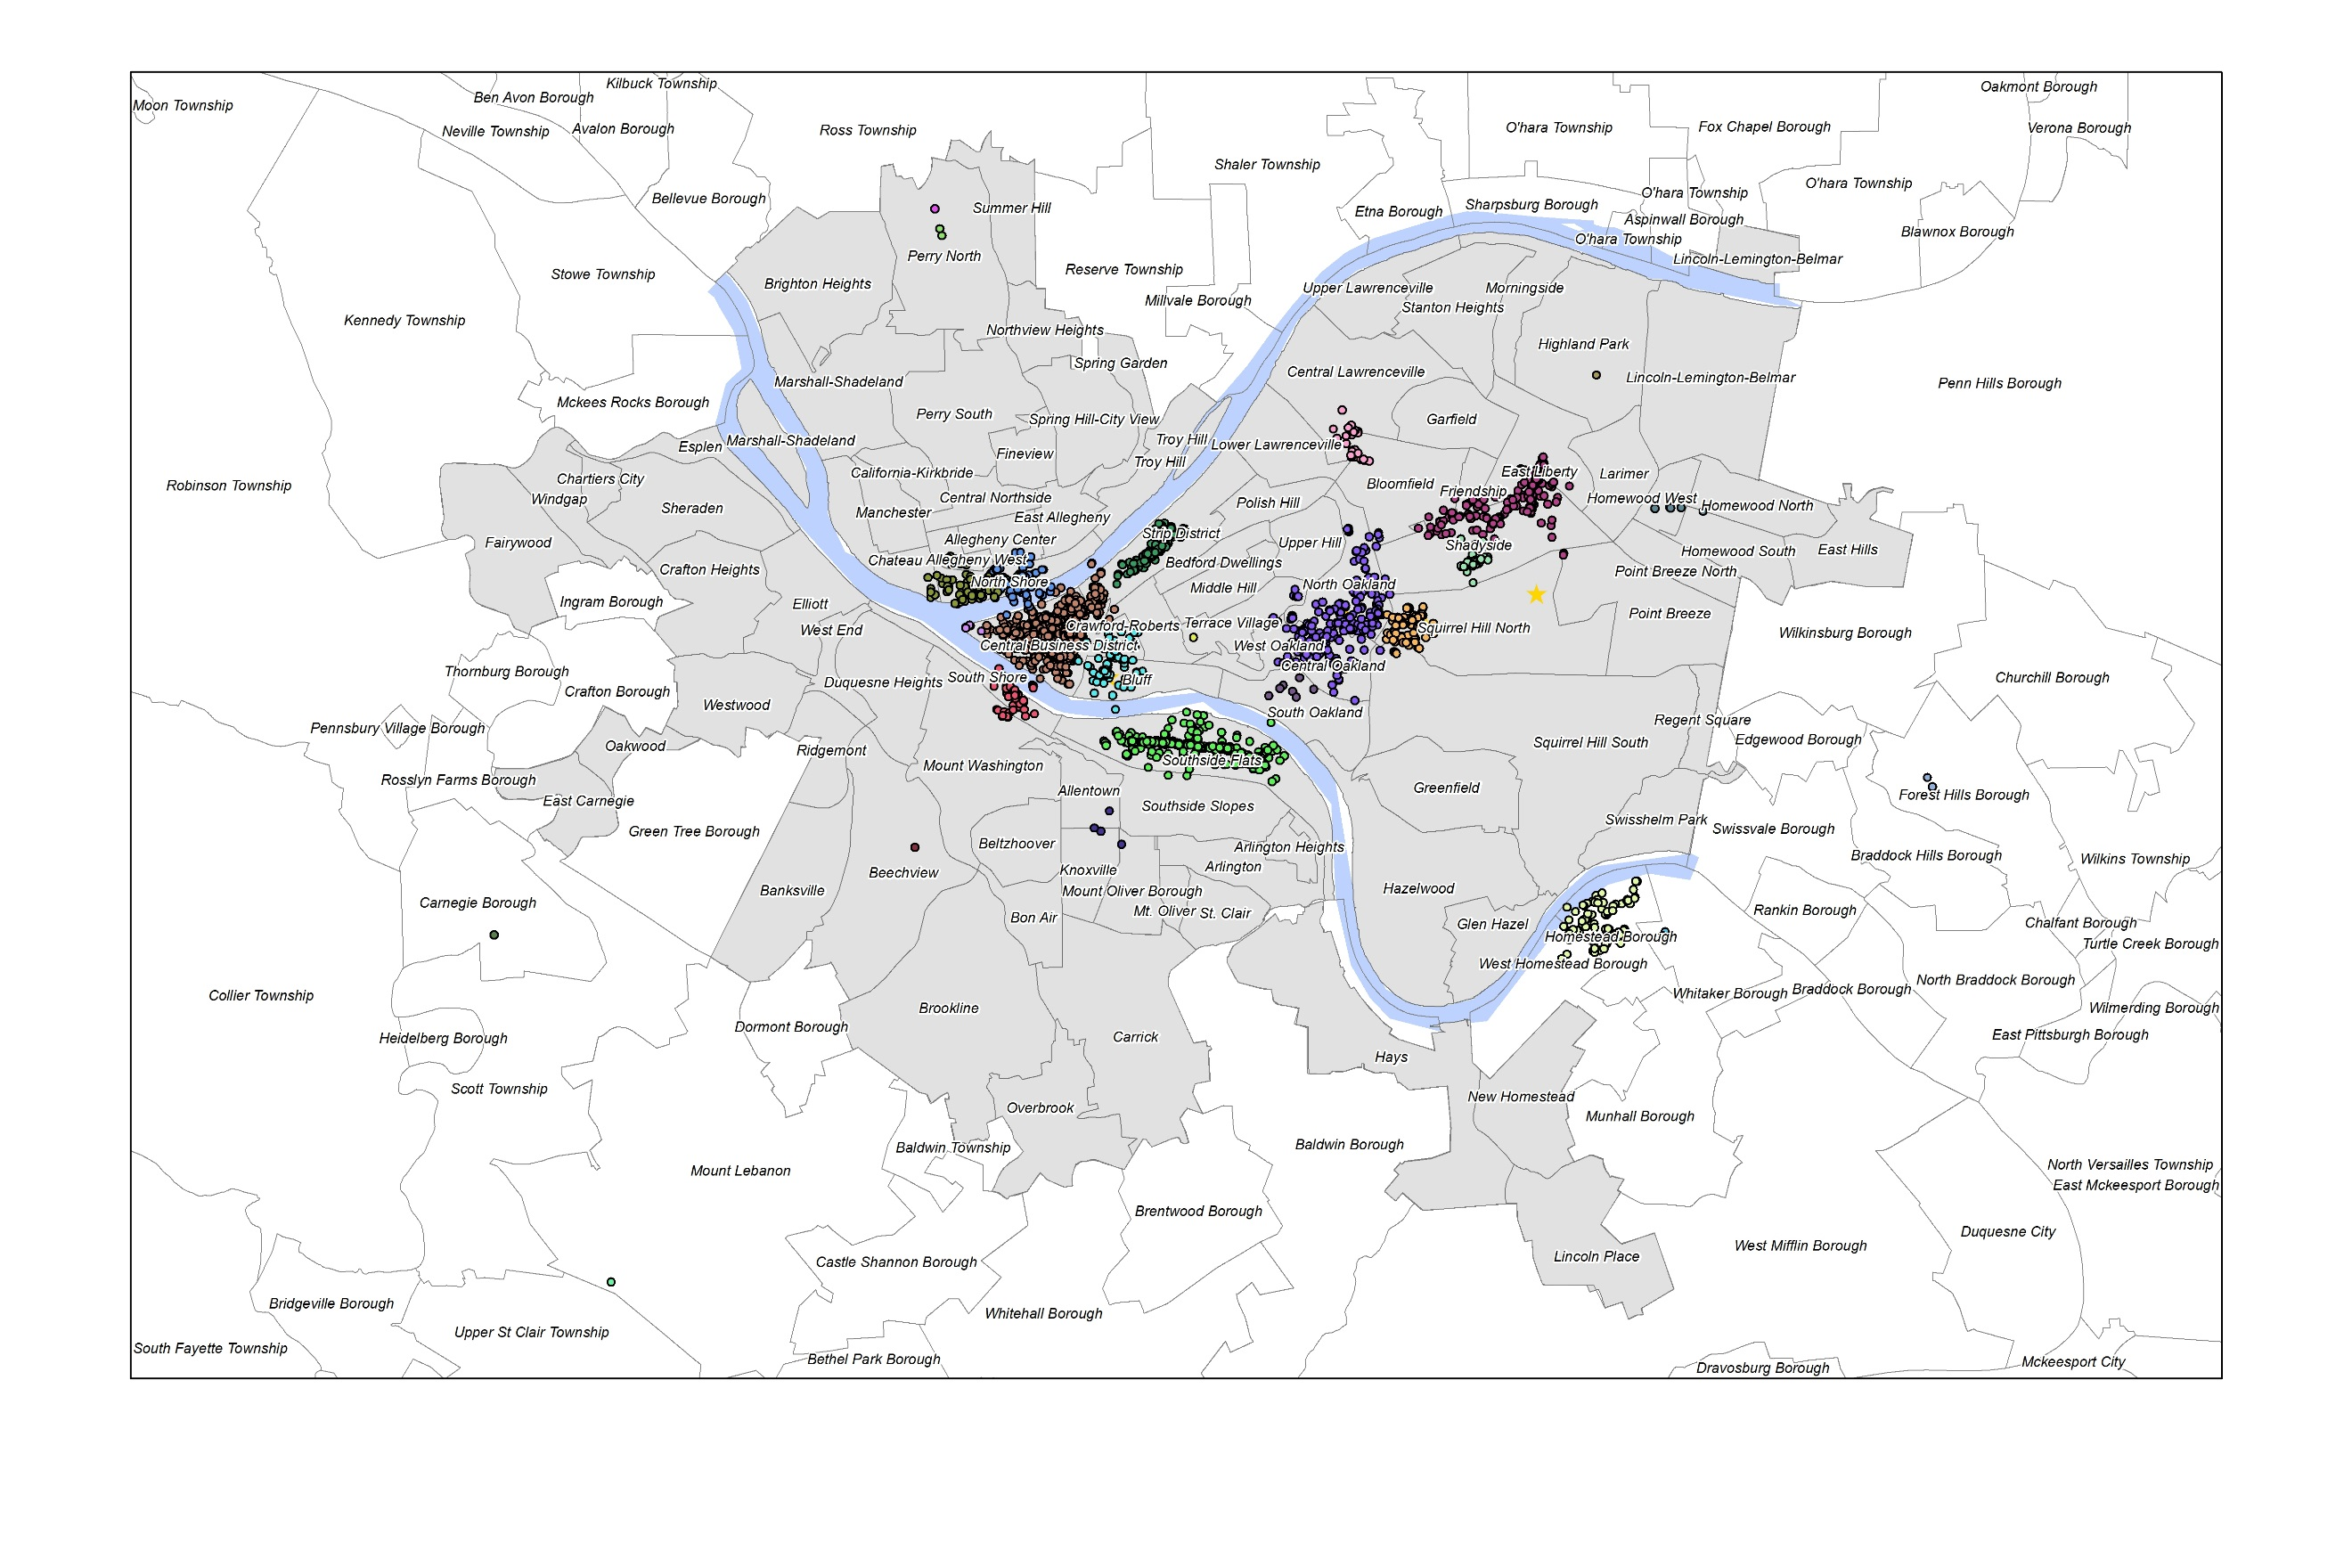 Kilbuck Township
Oakmont Borough
Ben Avon Borough
Moon Township
Neville Township
Avalon Borough
Ross Township
O'hara Township
Fox Chapel Borough
Verona Borough
Shaler Township
O'hara Township
O'hara Township
Bellevue Borough
Summer Hill
Etna Borough
Sharpsburg Borough
Aspinwall Borough
Blawnox Borough
O'hara Township
Perry North
Lincoln-Lemington-Belmar
Stowe Township
Brighton Heights
Reserve Township
Upper Lawrenceville
Morningside
Millvale Borough
Stanton Heights
Kennedy Township
Northview Heights
Highland Park
Spring Garden
Central Lawrenceville
Marshall-Shadeland
Lincoln-Lemington-Belmar
Penn Hills Borough
Mckees Rocks Borough
Perry South
Spring Hill-City View
Garfield
Esplen
Marshall-Shadeland
Troy Hill
Lower Lawrenceville
Fineview
Troy Hill
California-Kirkbride
East Liberty
Larimer
Chartiers City
Robinson Township
Bloomfield
Friendship
Windgap
Central Northside
Homewood West
Homewood North
Sheraden
Manchester
East Allegheny
Polish Hill
Strip District
Fairywood
Allegheny Center
Upper Hill
Shadyside
Homewood South
East Hills
Chateau
Allegheny West
Bedford Dwellings
Crafton Heights
Point Breeze North
North Shore
Middle Hill
North Oakland
Ingram Borough
Elliott
Point Breeze
West End
Crawford-Roberts
Terrace Village
Squirrel Hill North
Wilkinsburg Borough
Central Business District
West Oakland
Central Oakland
Thornburg Borough
Duquesne Heights
South Shore
Bluff
Churchill Borough
Crafton Borough
Westwood
South Oakland
Regent Square
Pennsbury Village Borough
Oakwood
Ridgemont
Squirrel Hill South
Edgewood Borough
Mount Washington
Southside Flats
Rosslyn Farms Borough
Allentown
Greenfield
Forest Hills Borough
East Carnegie
Southside Slopes
Green Tree Borough
Swisshelm Park
Swissvale Borough
Beltzhoover
Arlington Heights
Braddock Hills Borough
Wilkins Township
Beechview
Knoxville
Arlington
Banksville
Mount Oliver Borough
Hazelwood
Carnegie Borough
Mt. Oliver
St. Clair
Rankin Borough
Bon Air
Glen Hazel
Chalfant Borough
Homestead Borough
Turtle Creek Borough
West Homestead Borough
North Braddock Borough
Collier Township
Whitaker Borough
Braddock Borough
Brookline
Wilmerding Borough
Dormont Borough
Heidelberg Borough
Carrick
East Pittsburgh Borough
Hays
Scott Township
New Homestead
Overbrook
Munhall Borough
Baldwin Township
Baldwin Borough
Mount Lebanon
North Versailles Township
East Mckeesport Borough
Brentwood Borough
Duquesne City
West Mifflin Borough
Lincoln Place
Castle Shannon Borough
Bridgeville Borough
Whitehall Borough
Upper St Clair Township
South Fayette Township
Bethel Park Borough
Mckeesport City
Dravosburg Borough